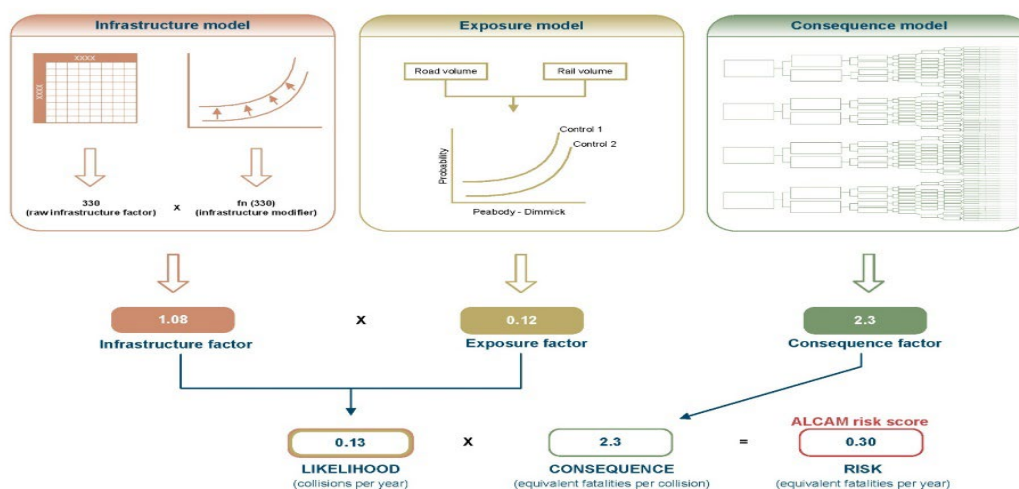 Infrastructure model
XXXX
XXXX
330
(raw infrastructure factor)
x
fn (330)
(infrastructure modifier)
Exposure model
Road volume
Rail volume
Control 1
Control 2
Probability
Peabody - Dimmick
Consequence model
1.08
Infrastructure factor
X
0.12
Exposure factor
2.3
Consequence factor
0.13
LIKELIHOOD
(collisions per year)
X
2.3
CONSEQUENCE
(equivalent fatalities per collision)
=
ALCAM risk score
0.30
RISK
(equivalent fatalities per year)